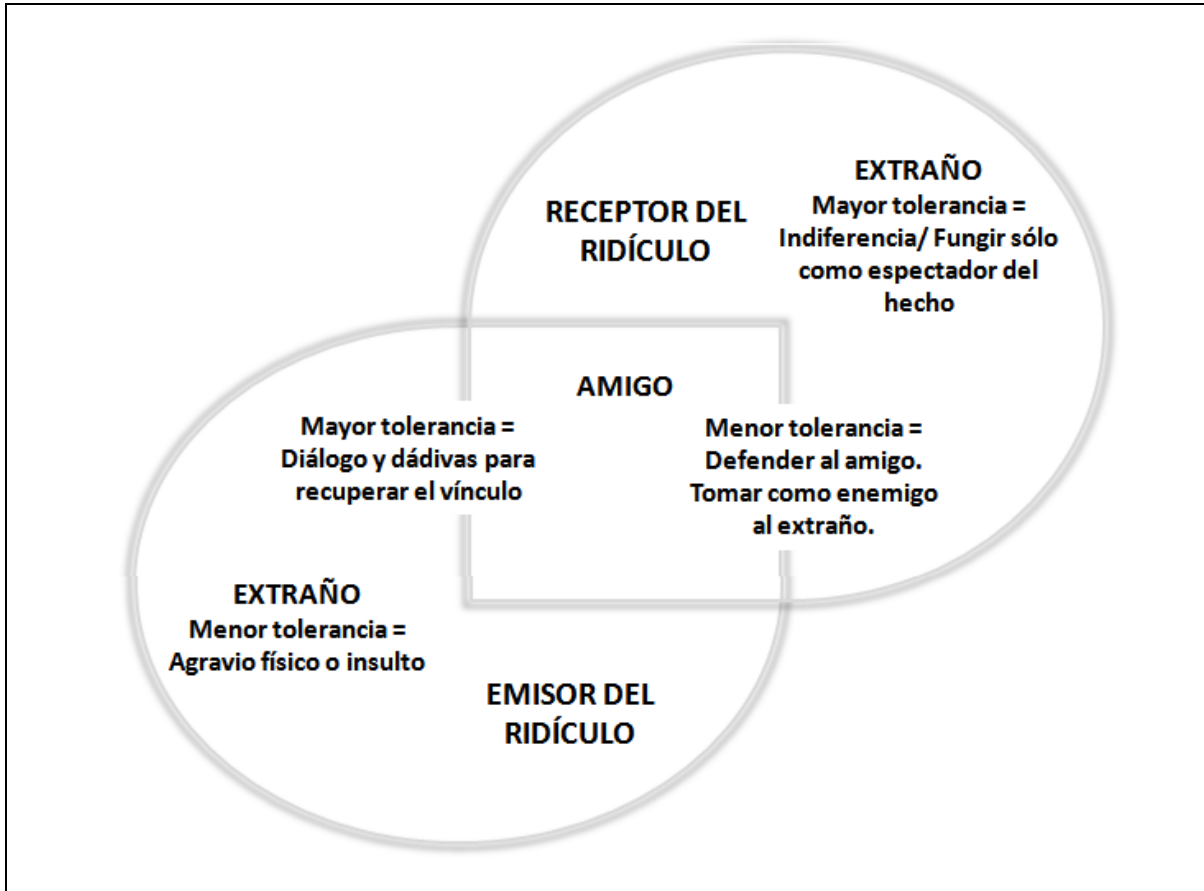 EXTRAÑO
Mayor tolerancia =
Indiferencia/ Fungir sólo
como espectador del
hecho
RECEPTOR DEL
RIDÍCULO
AMIGO
Mayor tolerancia =
Diálogo y dádivas para
recuperar el vínculo
Menor tolerancia =
Defender al amigo.
Tomar como enemigo
al extraño.
EXTRAÑO
Menor tolerancia =
Agravio físico o insulto
EMISOR DEL
RIDÍCULO